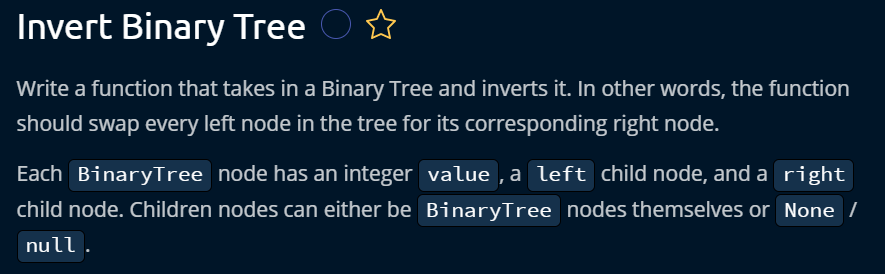 Invert Binary Tree
Write a function that takes in a Binary Tree and inverts it. In other words, the function
should swap every left node in the tree for its corresponding right node.
Each BinaryTree node has an integer value, a left child node, and a right
child node. Children nodes can either be BinaryTree nodes themselves or None /
null.